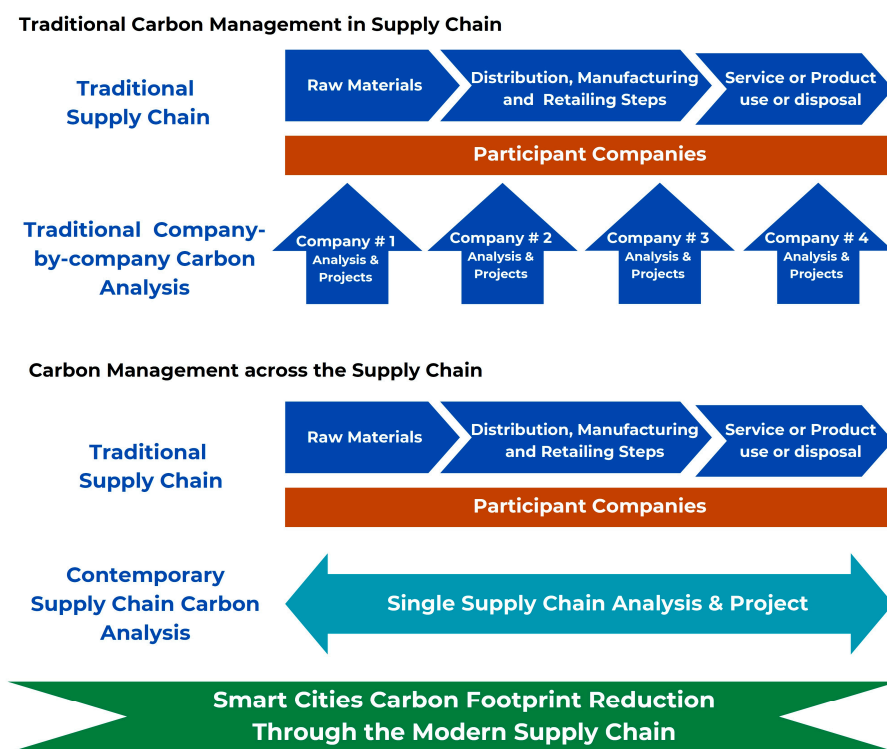 Traditional Carbon Management in Supply Chain
Traditional
Supply Chain
Raw Materials
Distribution, Manufacturing
and Retailing Steps
Service or Product
use or disposal
Participant Companies
Traditional Company-
by-company Carbon
Analysis
Company # 1
Analysis &
Projects
Company # 2
Analysis &
Projects
Company # 3
Analysis &
Projects
Company # 4
Analysis &
Projects
Carbon Management across the Supply Chain
Traditional
Supply Chain
Raw Materials
Distribution, Manufacturing
and Retailing Steps
Service or Product
use or disposal
Participant Companies
Contemporary
Supply Chain Carbon
Analysis
Single Supply Chain Analysis & Project
Smart Cities Carbon Footprint Reduction
Through the Modern Supply Chain